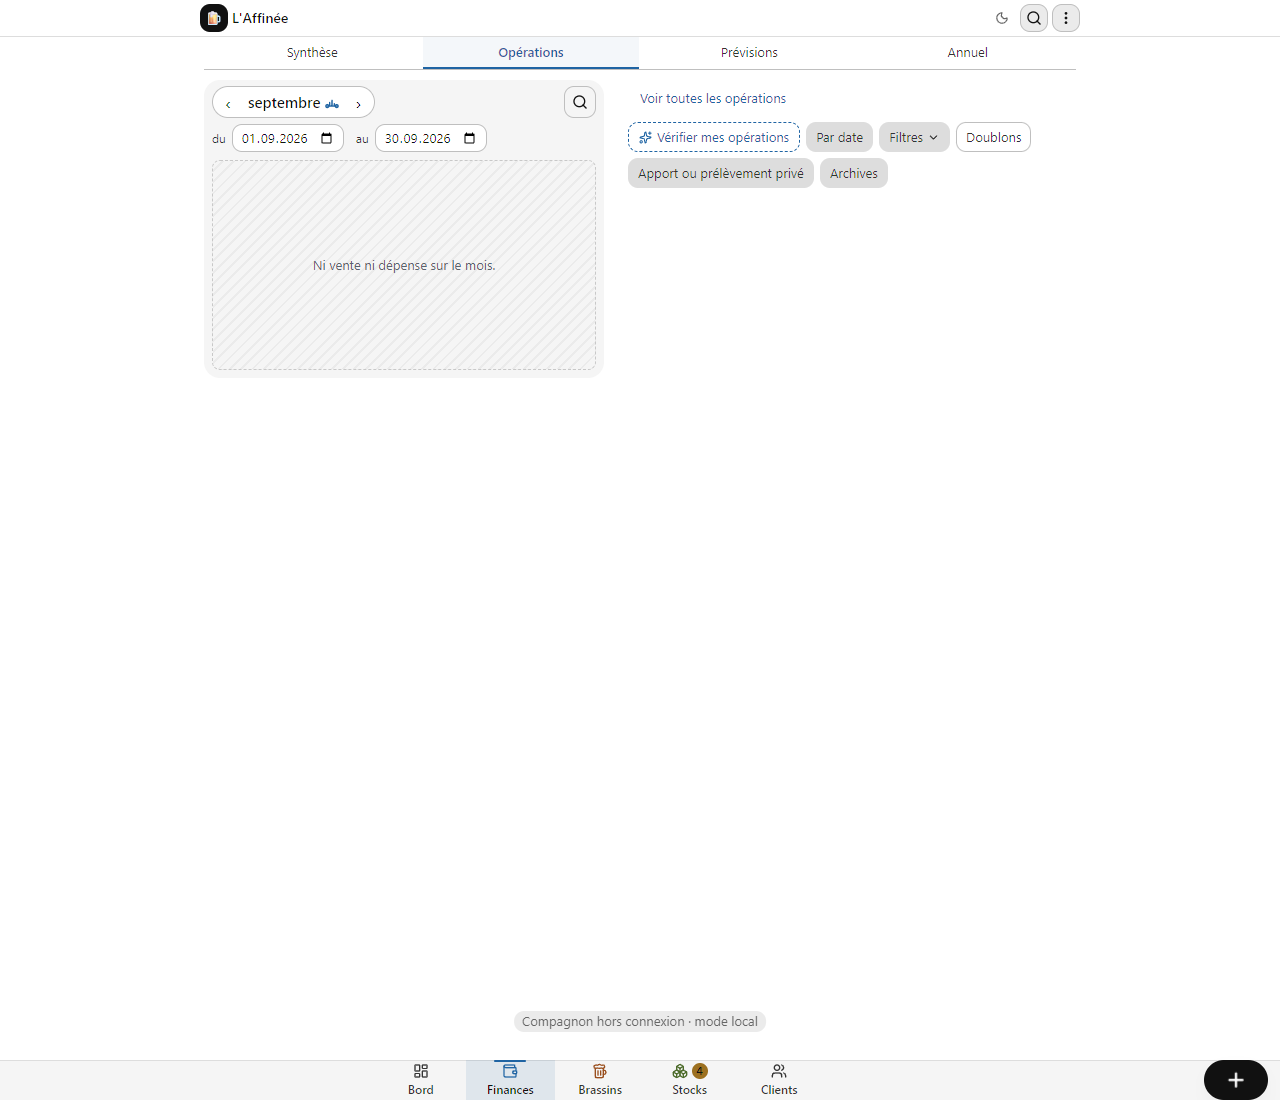 L'Affinée
Synthèse
Opérations
Prévisions
Annuel
‹ septembre ›
du 01.09.2026 au 30.09.2026
Ni vente ni dépense sur le mois.
Voir toutes les opérations
Vérifier mes opérations
Par date
Filtres
Doublons
Apport ou prélèvement privé
Archives
Compagnon hors connexion · mode local
Bord
Finances
Brassins
4
Stocks
Clients